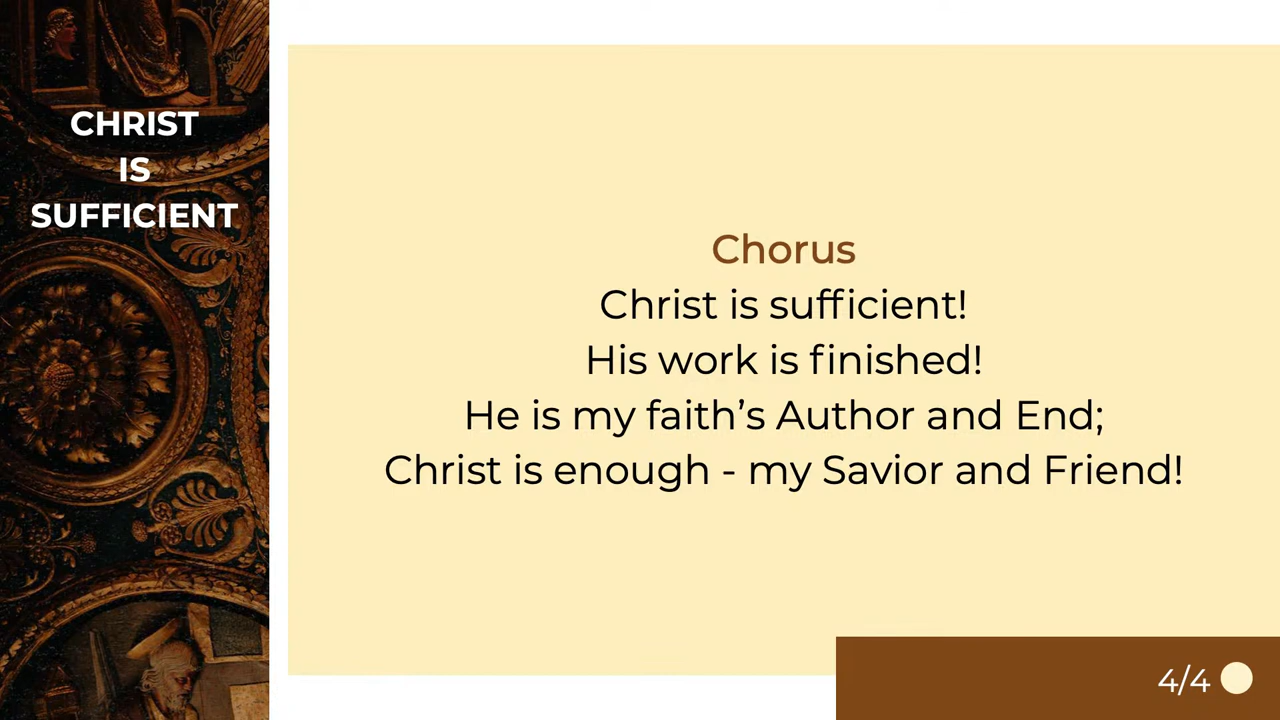 CHRIST
IS
SUFFICIENT
Chorus
Christ is sufficient!
His work is finished!
He is my faith’s Author and End;
Christ is enough - my Savior and Friend!
4/4